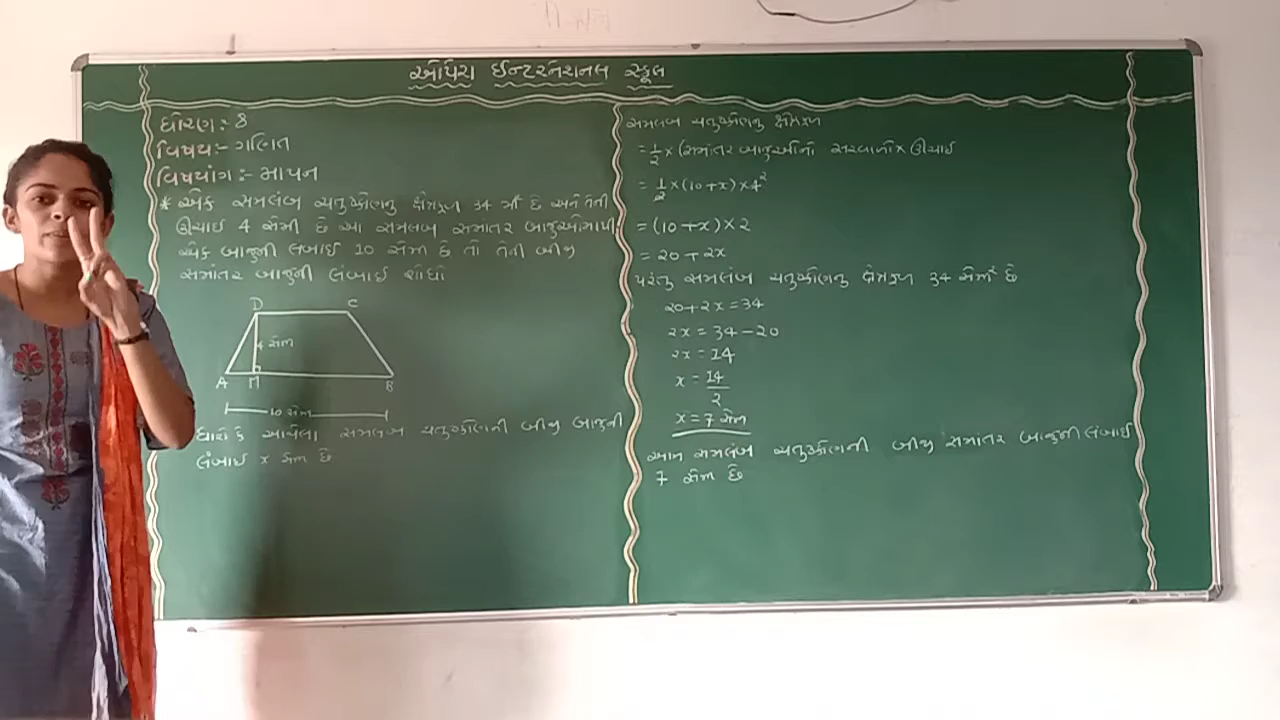 ઓપેરા ઈન્ટરનેશનલ સ્કૂલ
ધોરણ:- 8
વિષય:- ગણિત
વિષયાંગ:- માપન
* એક સમલંબ ચતુષ્કોણનુ ક્ષેત્રફળ 34 છે અને તેની
ઊંચાઈ 4 સેમી છે આ સમલંબ સમાંતર બાજુઓમાંથી
એક બાજુની લંબાઈ 10 સેમ છે તો તેની બીજી
સમાંતર બાજુની લંબાઈ શોધો
D C
4 સેમ
A M B
10 સેમ
ધારો કે આપેલા સમલંબ ચતુષ્કોણની બીજી બાજુની
લંબાઈ x સેમ છે
સમલંબ ચતુષ્કોણનુ ક્ષેત્રફળ
= 1/2 × (સમાંતર બાજુઓનો સરવાળો × ઊંચાઈ
= 1/2 × (10+x) × 4²
= (10+x) × 2
= 20 + 2x
પરંતુ સમલંબ ચતુષ્કોણનુ ક્ષેત્રફળ 34 સેમ² છે
20+2x = 34
2x = 34 - 20
2x = 14
x = 14/2
x = 7 સેમ
આમ સમલંબ ચતુષ્કોણની બીજી સમાંતર બાજુની લંબાઈ
7 સેમ છે